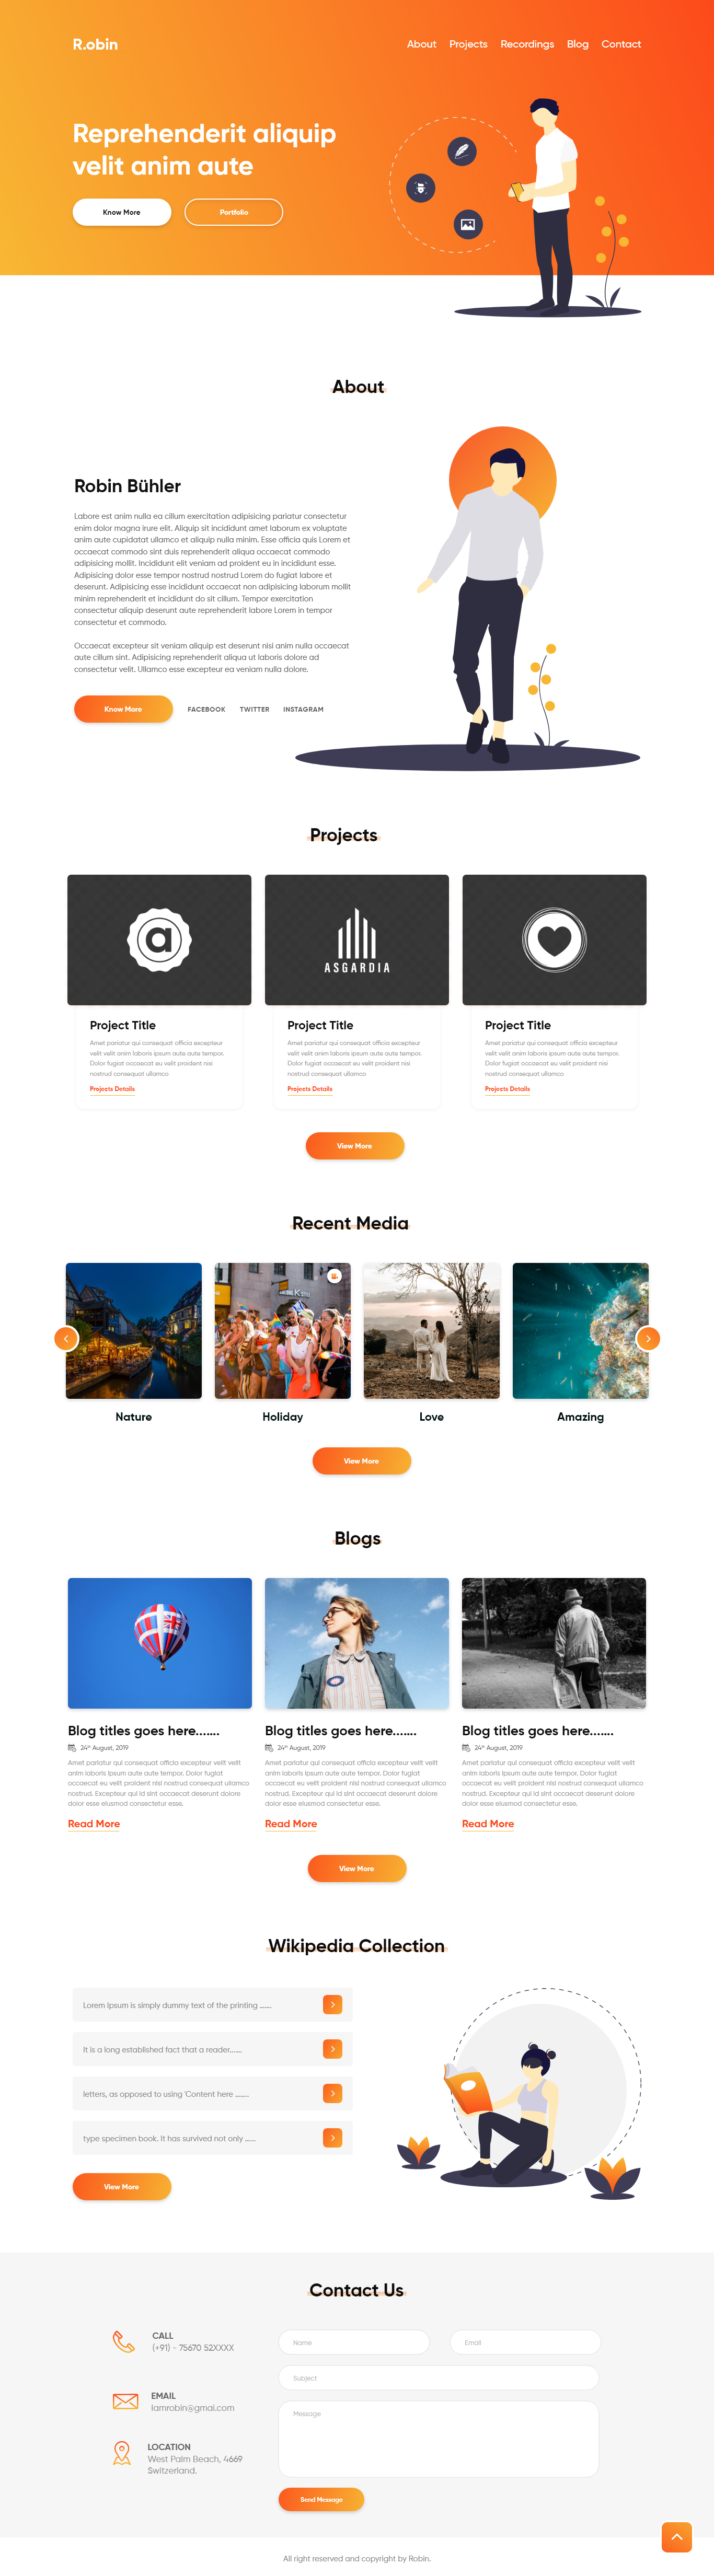 R.obin
About Projects Recordings Blog Contact
Reprehenderit aliquip
velit anim aute
Know More
Portfolio
About
Robin Bühler
Labore est anim nulla ea cillum exercitation adipisicing pariatur consectetur
enim dolor magna irure elit. Aliquip sit incididunt amet laborum ex voluptate
anim aute cupidatat ullamco et aliquip nulla minim. Esse officia quis Lorem et
occaecat commodo sint duis reprehenderit aliqua occaecat commodo
adipisicing mollit. Incididunt elit veniam ad proident eu in incididunt esse.
Adipisicing dolor esse tempor nostrud nostrud Lorem do fugiat labore et
deserunt. Adipisicing esse incididunt occaecat non adipisicing laborum mollit
minim reprehenderit et incididunt do sit cillum. Tempor exercitation
consectetur aliquip deserunt aute reprehenderit labore Lorem in tempor
consectetur et commodo.
Occaecat excepteur sit veniam aliquip est deserunt nisi anim nulla occaecat
aute cillum sint. Adipisicing reprehenderit aliqua ut laboris dolore ad
consectetur velit. Ullamco esse excepteur ea veniam nulla dolore.
Know More
FACEBOOK TWITTER INSTAGRAM
Projects
a
ASGARDIA
Project Title
Amet pariatur qui consequat officia excepteur
velit velit anim laboris ipsum aute aute tempor.
Dolor fugiat occaecat eu velit proident nisi
nostrud consequat ullamco
Projects Details
Project Title
Amet pariatur qui consequat officia excepteur
velit velit anim laboris ipsum aute aute tempor.
Dolor fugiat occaecat eu velit proident nisi
nostrud consequat ullamco
Projects Details
Project Title
Amet pariatur qui consequat officia excepteur
velit velit anim laboris ipsum aute aute tempor.
Dolor fugiat occaecat eu velit proident nisi
nostrud consequat ullamco
Projects Details
View More
Recent Media
Nature
Holiday
Love
Amazing
View More
Blogs
Blog titles goes here.......
24th August, 2019
Amet pariatur qui consequat officia excepteur velit velit
anim laboris ipsum aute aute tempor. Dolor fugiat
occaecat eu velit proident nisi nostrud consequat ullamco
nostrud. Excepteur qui id sint occaecat deserunt dolore
dolor esse eiusmod consectetur esse.
Read More
Blog titles goes here.......
24th August, 2019
Amet pariatur qui consequat officia excepteur velit velit
anim laboris ipsum aute aute tempor. Dolor fugiat
occaecat eu velit proident nisi nostrud consequat ullamco
nostrud. Excepteur qui id sint occaecat deserunt dolore
dolor esse eiusmod consectetur esse.
Read More
Blog titles goes here.......
24th August, 2019
Amet pariatur qui consequat officia excepteur velit velit
anim laboris ipsum aute aute tempor. Dolor fugiat
occaecat eu velit proident nisi nostrud consequat ullamco
nostrud. Excepteur qui id sint occaecat deserunt dolore
dolor esse eiusmod consectetur esse.
Read More
View More
Wikipedia Collection
Lorem Ipsum is simply dummy text of the printing .......
It is a long established fact that a reader.......
letters, as opposed to using 'Content here ........
type specimen book. It has survived not only ......
View More
Contact Us
CALL
(+91) - 75670 52XXXX
EMAIL
Iamrobin@gmai.com
LOCATION
West Palm Beach, 4669
Switzerland.
Name
Email
Subject
Message
Send Message
All right reserved and copyright by Robin.